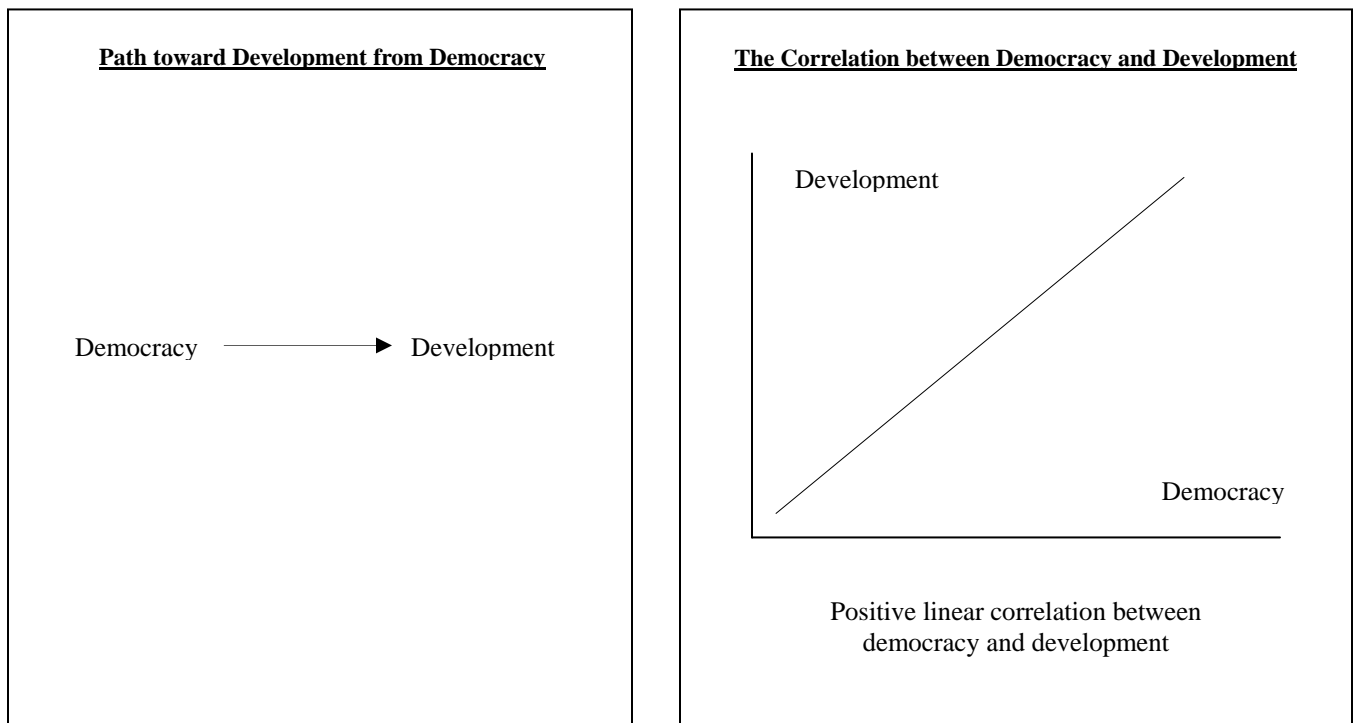 Path toward Development from Democracy
Democracy
Development
The Correlation between Democracy and Development
Development
Democracy
Positive linear correlation between
democracy and development